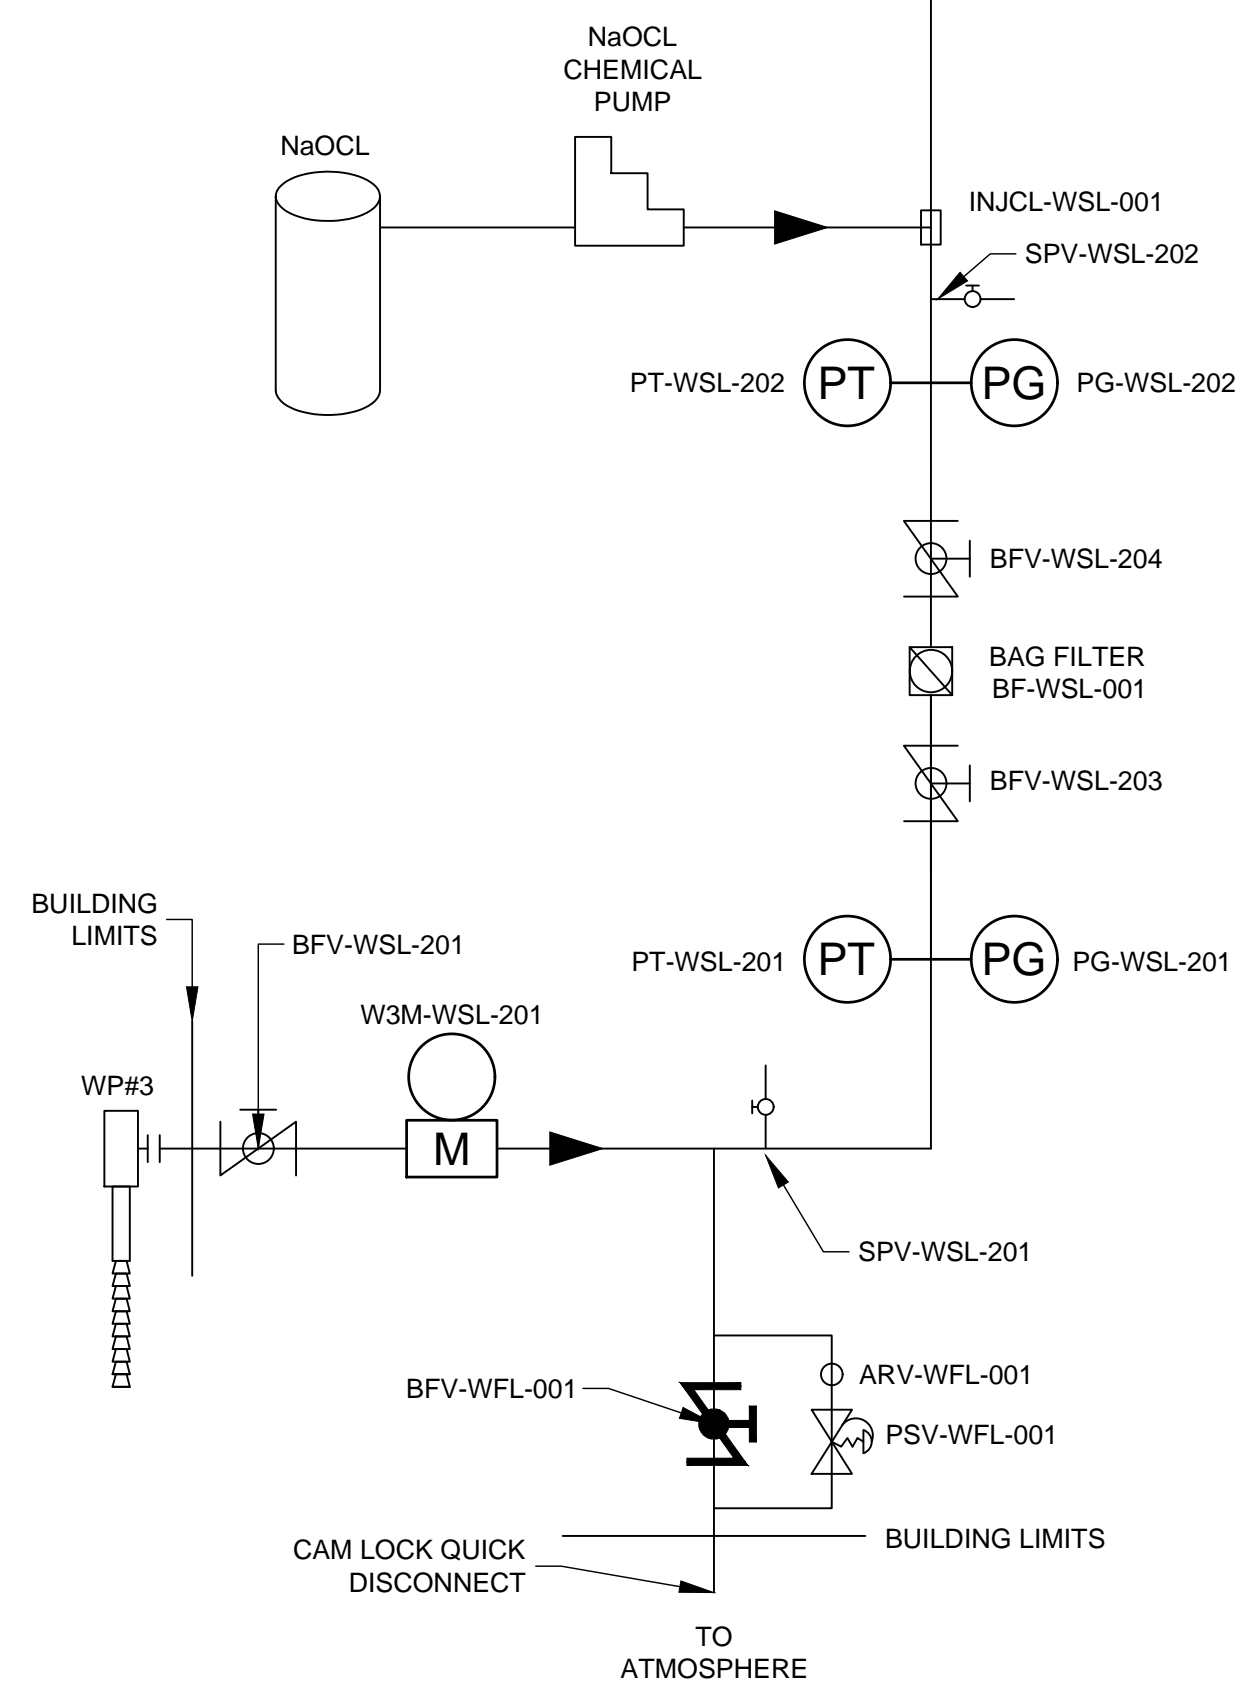 NaOCL
CHEMICAL
PUMP
NaOCL
INJCL-WSL-001
SPV-WSL-202
PT-WSL-202
PT
PG
PG-WSL-202
BFV-WSL-204
BAG FILTER
BF-WSL-001
BFV-WSL-203
BUILDING
LIMITS
BFV-WSL-201
PT-WSL-201
PT
PG
PG-WSL-201
W3M-WSL-201
WP#3
M
SPV-WSL-201
ARV-WFL-001
BFV-WFL-001
PSV-WFL-001
BUILDING LIMITS
CAM LOCK QUICK
DISCONNECT
TO
ATMOSPHERE